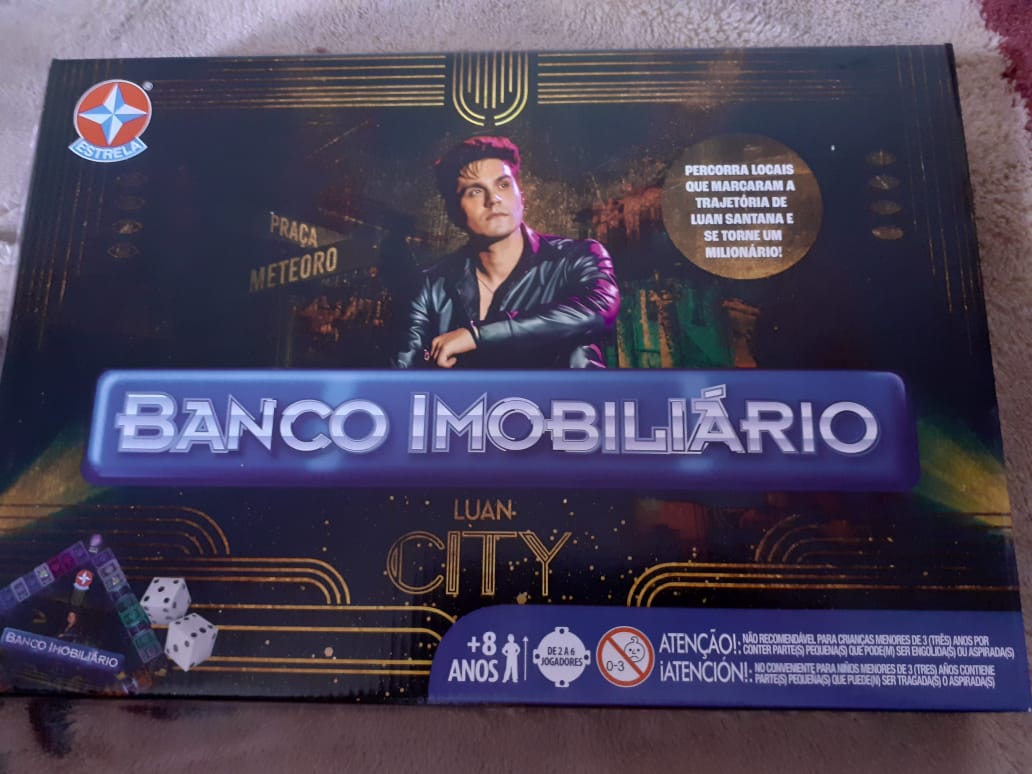 ESTRELA
PERCORRA LOCAIS
QUE MARCARAM A
TRAJETÓRIA DE
LUAN SANTANA E
SE TORNE UM
MILIONÁRIO!
PRAÇA
METEORO
BANCO IMOBILIÁRIO
LUAN
CITY
BANCO IMOBILIÁRIO
+8
ANOS
DE 2 A 6
JOGADORES
0-3
ATENÇÃO!: NÃO RECOMENDÁVEL PARA CRIANÇAS MENORES DE 3 (TRÊS) ANOS POR
CONTER PARTE(S) PEQUENA(S) QUE PODE(M) SER ENGOLIDA(S) OU ASPIRADA(S)
¡ATENCIÓN!: NO CONVENIENTE PARA NIÑOS MENORES DE 3 (TRES) AÑOS CONTIENE
PARTE(S) PEQUEÑA(S) QUE PUEDE(N) SER TRAGADA(S) O ASPIRADA(S)